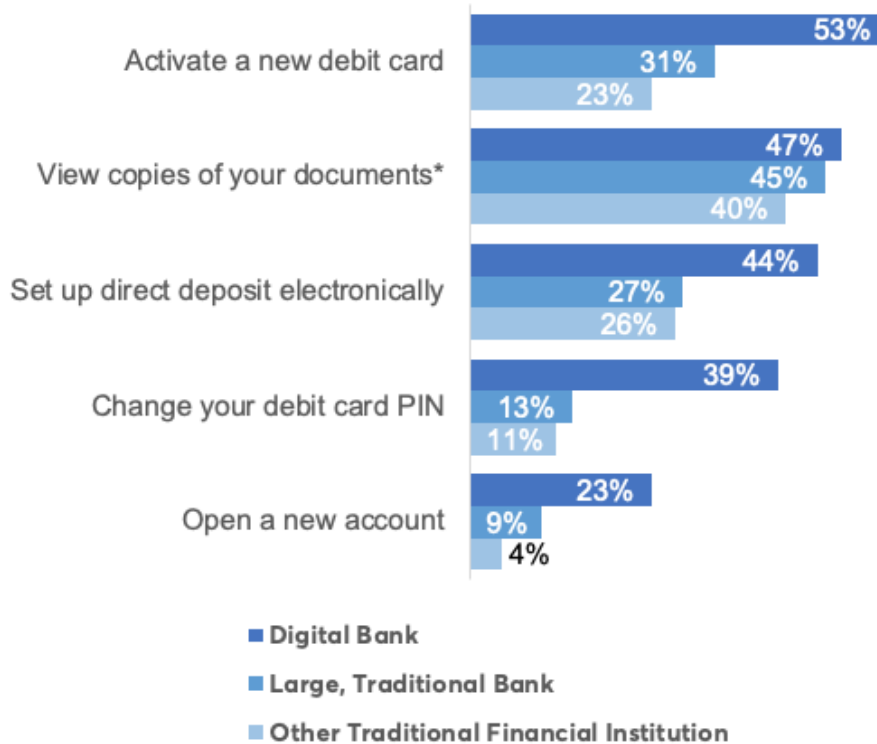 53%
Activate a new debit card
31%
23%
47%
View copies of your documents*
45%
40%
44%
Set up direct deposit electronically
27%
26%
39%
Change your debit card PIN
13%
11%
23%
Open a new account
9%
4%
Digital Bank
Large, Traditional Bank
Other Traditional Financial Institution